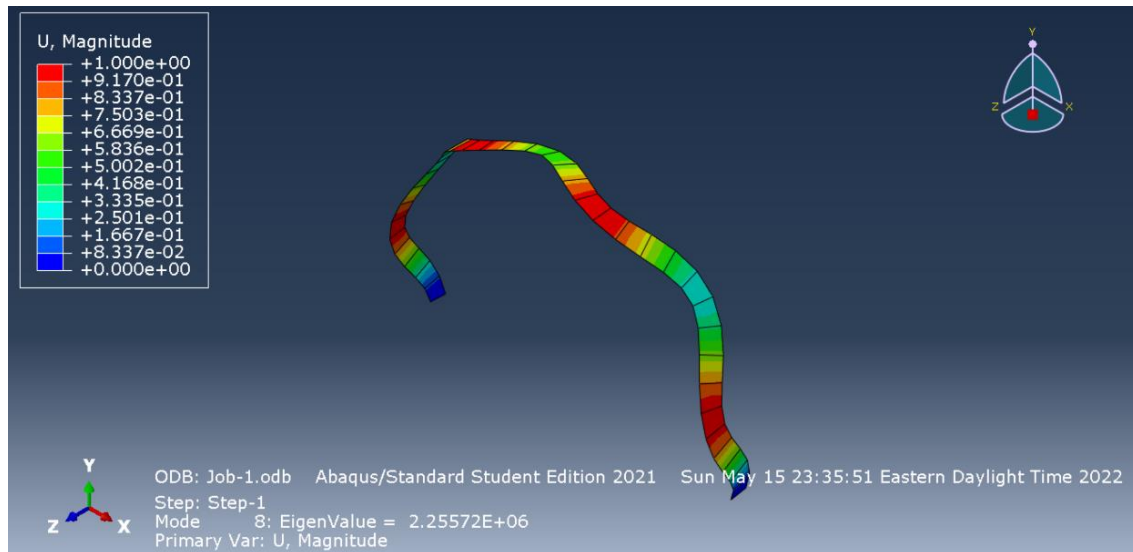 U, Magnitude
+1.000e+00
+9.170e-01
+8.337e-01
+7.503e-01
+6.669e-01
+5.836e-01
+5.002e-01
+4.168e-01
+3.335e-01
+2.501e-01
+1.667e-01
+8.337e-02
+0.000e+00
Y
Z X
ODB: Job-1.odb Abaqus/Standard Student Edition 2021 Sun May 15 23:35:51 Eastern Daylight Time 2022
Step: Step-1
Mode 8: EigenValue = 2.25572E+06
Primary Var: U, Magnitude
Y
Z X